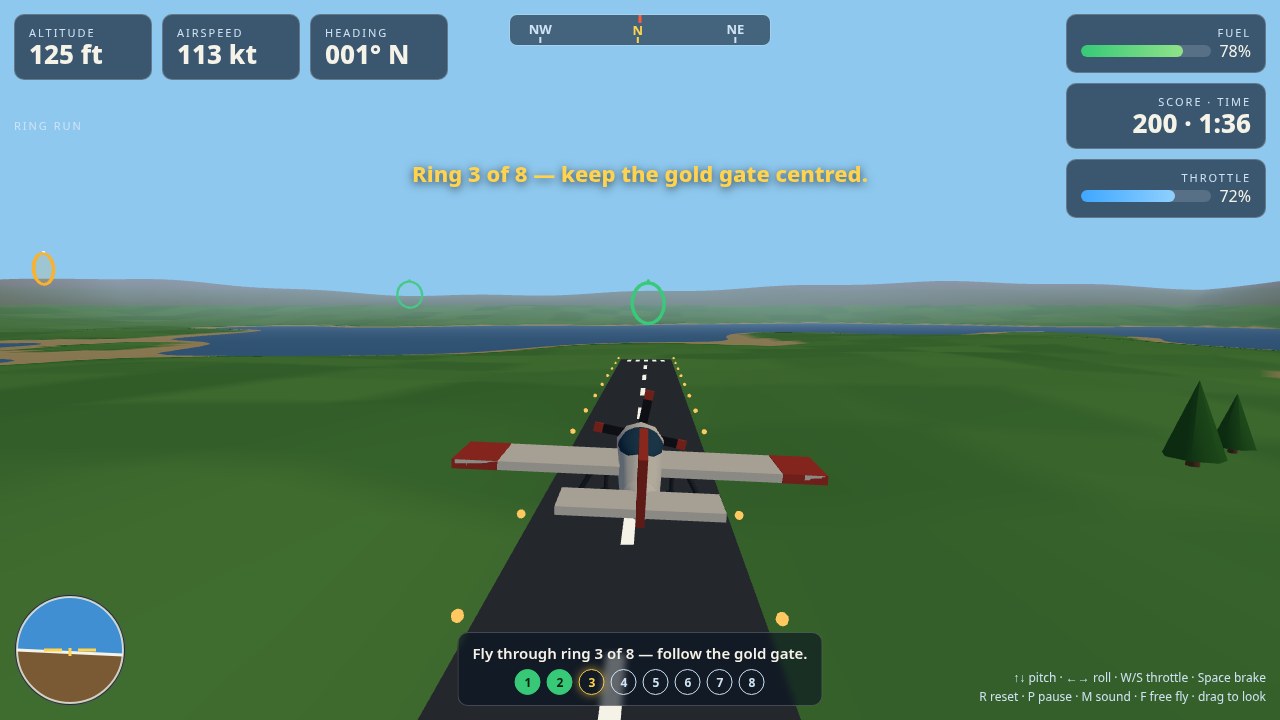 ALTITUDE
125 ft
AIRSPEED
113 kt
HEADING
001° N
NW N NE
FUEL
78%
SCORE · TIME
200 · 1:36
THROTTLE
72%
RING RUN
Ring 3 of 8 — keep the gold gate centred.
Fly through ring 3 of 8 — follow the gold gate.
1 2 3 4 5 6 7 8
↑↓ pitch · ←→ roll · W/S throttle · Space brake
R reset · P pause · M sound · F free fly · drag to look